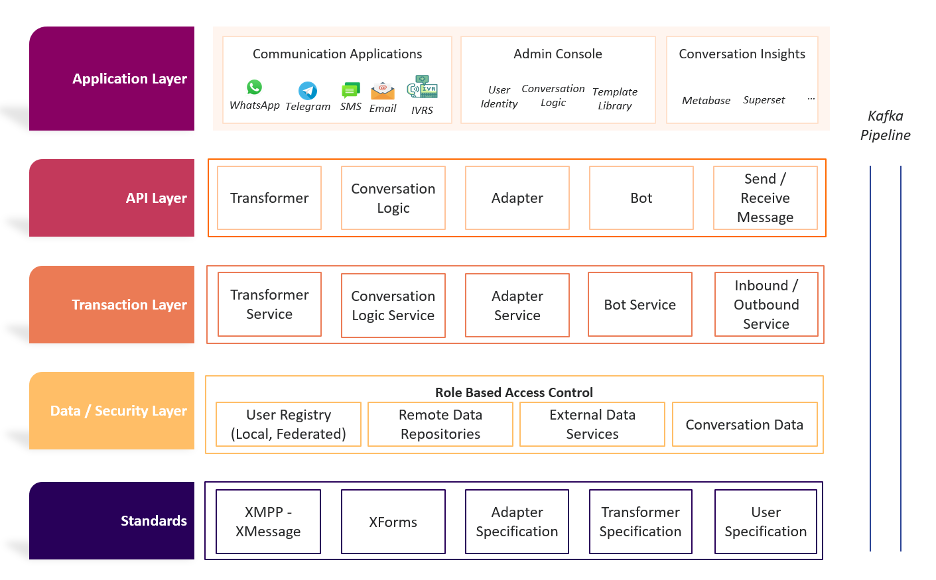 Application Layer
Communication Applications
WhatsApp
Telegram
SMS
Email
IVR
IVRS
Admin Console
User
Identity
Conversation
Logic
Template
Library
Conversation Insights
Metabase
Superset
...
Kafka
Pipeline
API Layer
Transformer
Conversation
Logic
Adapter
Bot
Send /
Receive
Message
Transaction Layer
Transformer
Service
Conversation
Logic Service
Adapter
Service
Bot Service
Inbound /
Outbound
Service
Data / Security Layer
Role Based Access Control
User Registry
(Local, Federated)
Remote Data
Repositories
External Data
Services
Conversation Data
Standards
XMPP -
XMessage
XForms
Adapter
Specification
Transformer
Specification
User
Specification